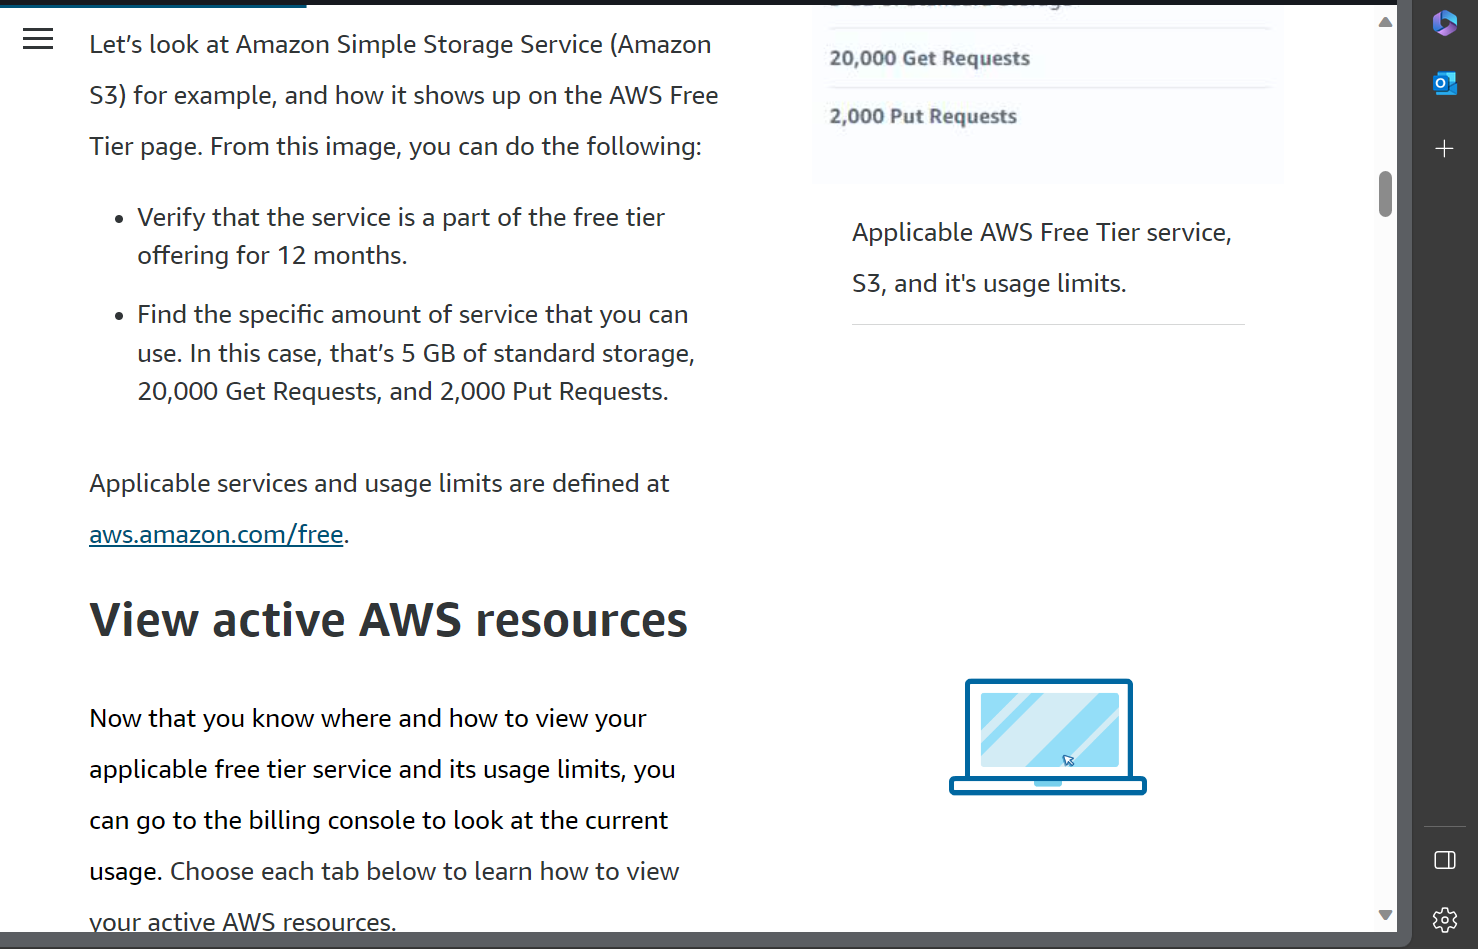 Let’s look at Amazon Simple Storage Service (Amazon
S3) for example, and how it shows up on the AWS Free
Tier page. From this image, you can do the following:
• Verify that the service is a part of the free tier
offering for 12 months.
• Find the specific amount of service that you can
use. In this case, that’s 5 GB of standard storage,
20,000 Get Requests, and 2,000 Put Requests.
Applicable services and usage limits are defined at
aws.amazon.com/free.
View active AWS resources
Now that you know where and how to view your
applicable free tier service and its usage limits, you
can go to the billing console to look at the current
usage. Choose each tab below to learn how to view
your active AWS resources.
20,000 Get Requests
2,000 Put Requests
Applicable AWS Free Tier service,
S3, and it's usage limits.